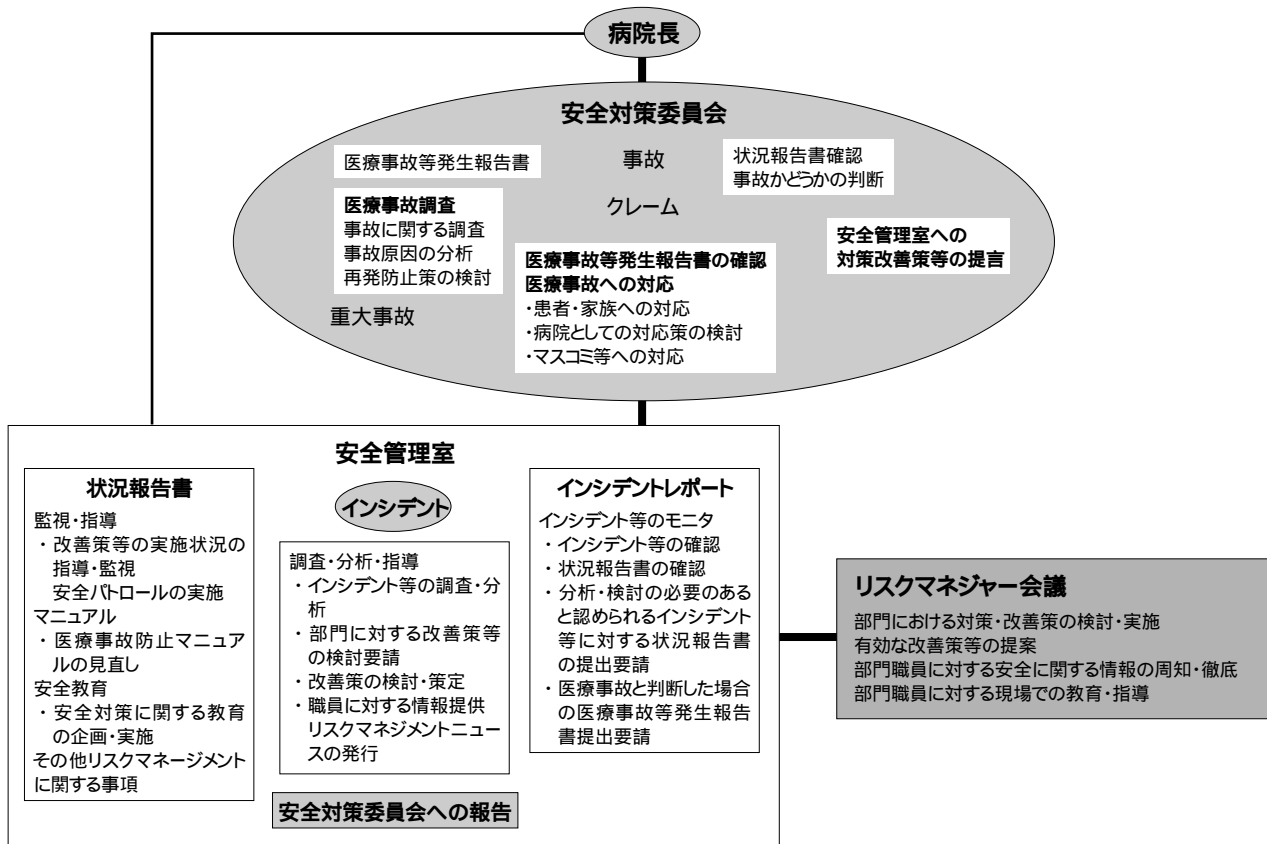 病院長
安全対策委員会
医療事故等発生報告書
事故
状況報告書確認
事故かどうかの判断
クレーム
医療事故調査
事故に関する調査
事故原因の分析
再発防止策の検討
重大事故
医療事故等発生報告書の確認
医療事故への対応
・患者・家族への対応
・病院としての対応策の検討
・マスコミ等への対応
安全管理室への
対策改善策等の提言
安全管理室
状況報告書
監視・指導
・改善策等の実施状況の
指導・監視
安全パトロールの実施
マニュアル
・医療事故防止マニュア
ルの見直し
安全教育
・安全対策に関する教育
の企画・実施
その他リスクマネージメント
に関する事項
インシデント
調査・分析・指導
・インシデント等の調査・分
析
・部門に対する改善策等
の検討要請
・改善策の検討・策定
・職員に対する情報提供
リスクマネジメントニュー
スの発行
安全対策委員会への報告
インシデントレポート
インシデント等のモニタ
・インシデント等の確認
・状況報告書の確認
・分析・検討の必要のある
と認められるインシデント
等に対する状況報告書
の提出要請
・医療事故と判断した場合
の医療事故等発生報告
書提出要請
リスクマネジャー会議
部門における対策・改善策の検討・実施
有効な改善策等の提案
部門職員に対する安全に関する情報の周知・徹底
部門職員に対する現場での教育・指導